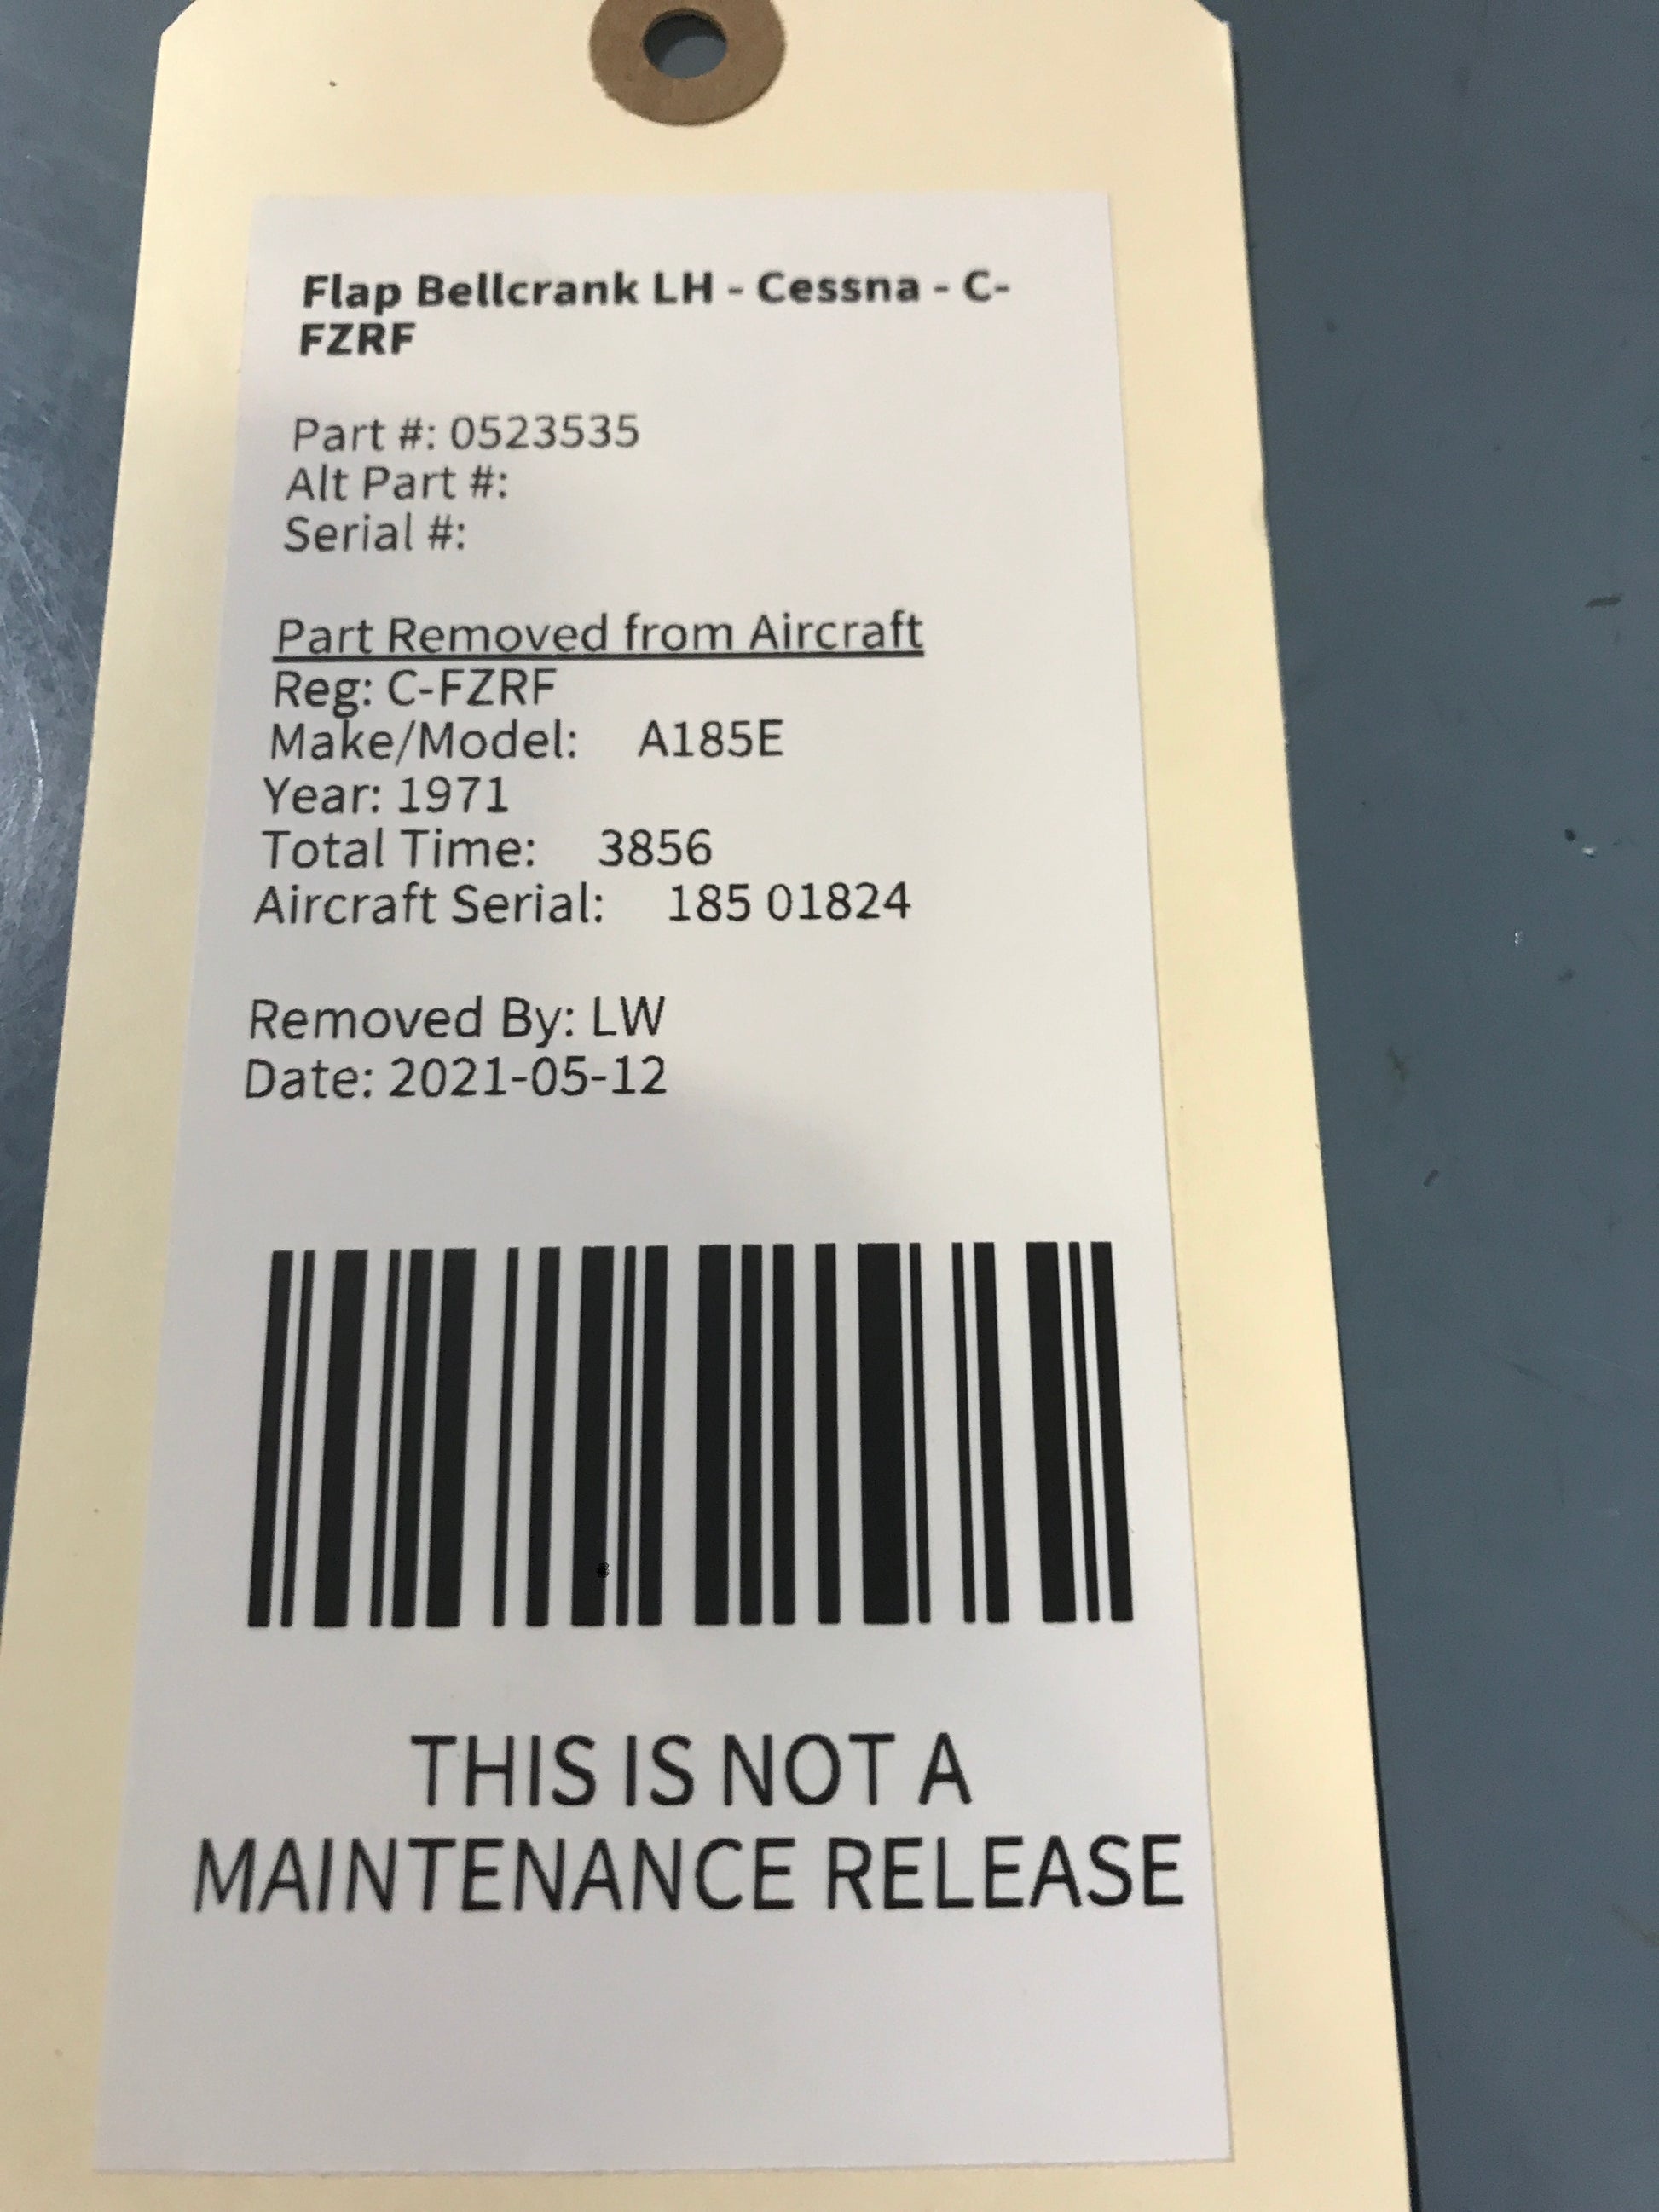 Flap Bellcrank LH - Cessna - C-
FZRF
Part #: 0523535
Alt Part #:
Serial #:
Part Removed from Aircraft
Reg: C-FZRF
Make/Model: A185E
Year: 1971
Total Time: 3856
Aircraft Serial: 185 01824
Removed By: LW
Date: 2021-05-12
THIS IS NOT A
MAINTENANCE RELEASE